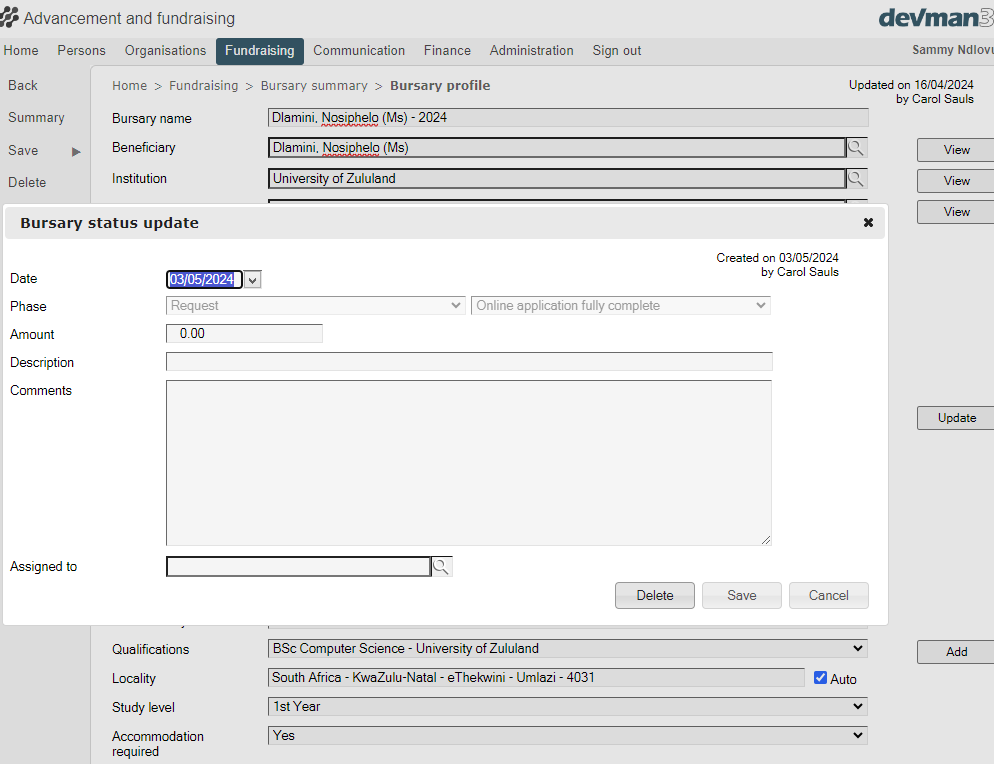 Advancement and fundraising
devman3
Home Persons Organisations Fundraising Communication Finance Administration Sign out
Sammy Ndlovu
Back
Home > Fundraising > Bursary summary > Bursary profile
Updated on 16/04/2024
by Carol Sauls
Summary
Bursary name Dlamini, Nosiphelo (Ms) - 2024
Save
Beneficiary Dlamini, Nosiphelo (Ms) View
Delete
Institution University of Zululand View
View
Bursary status update
Created on 03/05/2024
by Carol Sauls
Date 03/05/2024
Phase Request Online application fully complete
Amount 0.00
Description
Comments
Update
Assigned to
Delete Save Cancel
Qualifications BSc Computer Science - University of Zululand Add
Locality South Africa - KwaZulu-Natal - eThekwini - Umlazi - 4031 Auto
Study level 1st Year
Accommodation required Yes